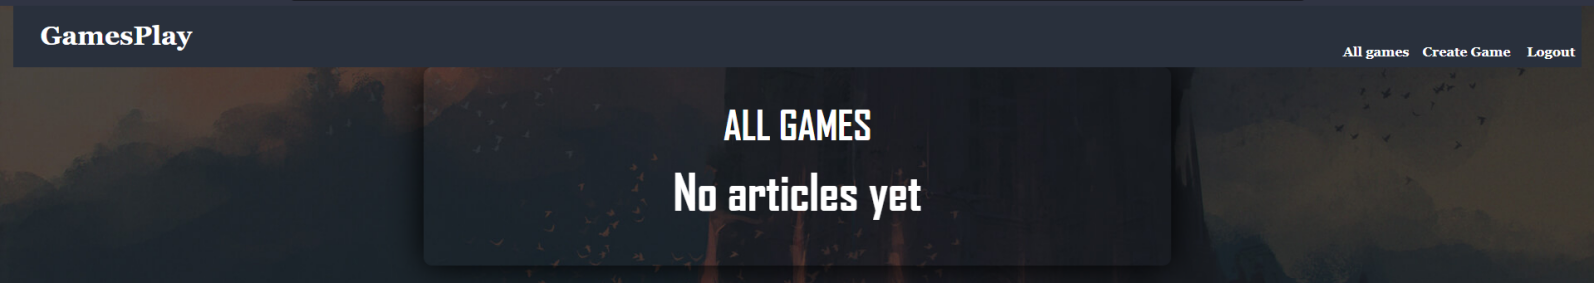 GamesPlay
All games Create Game Logout
ALL GAMES
No articles yet